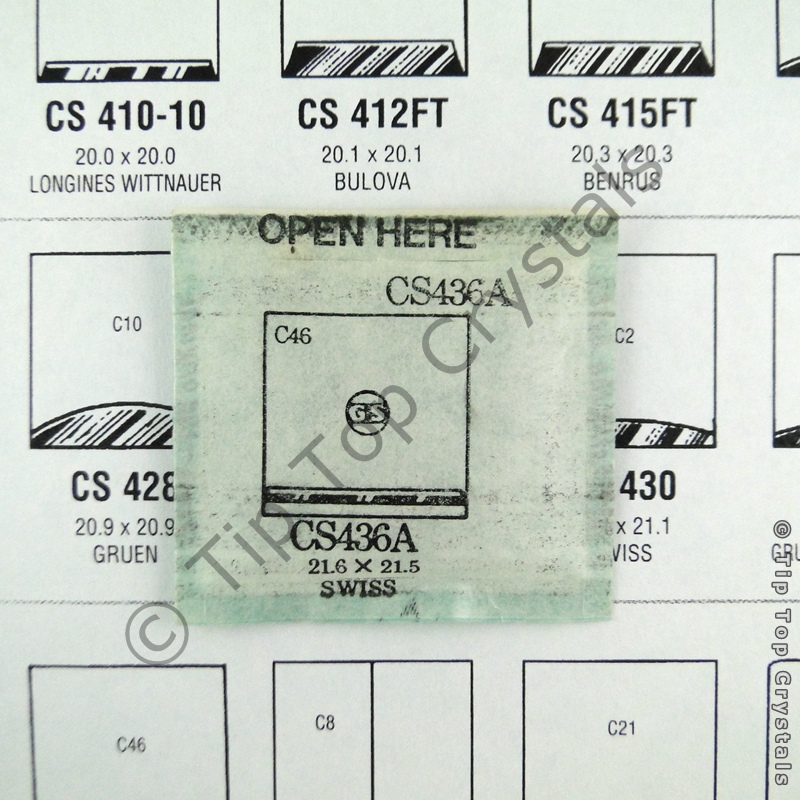 CS 410-10
20.0 x 20.0
LONGINES WITTNAUER
CS 412FT
20.1 x 20.1
BULOVA
CS 415FT
20.3 x 20.3
BENRUS
OPEN HERE
CS436A
C46
GS
CS436A
21.6 × 21.5
SWISS
C10
CS 428
20.9 x 20.9
GRUEN
C2
430
x 21.1
C46
C8
C21
© Tip Top Crystals
© Tip Top Crystals